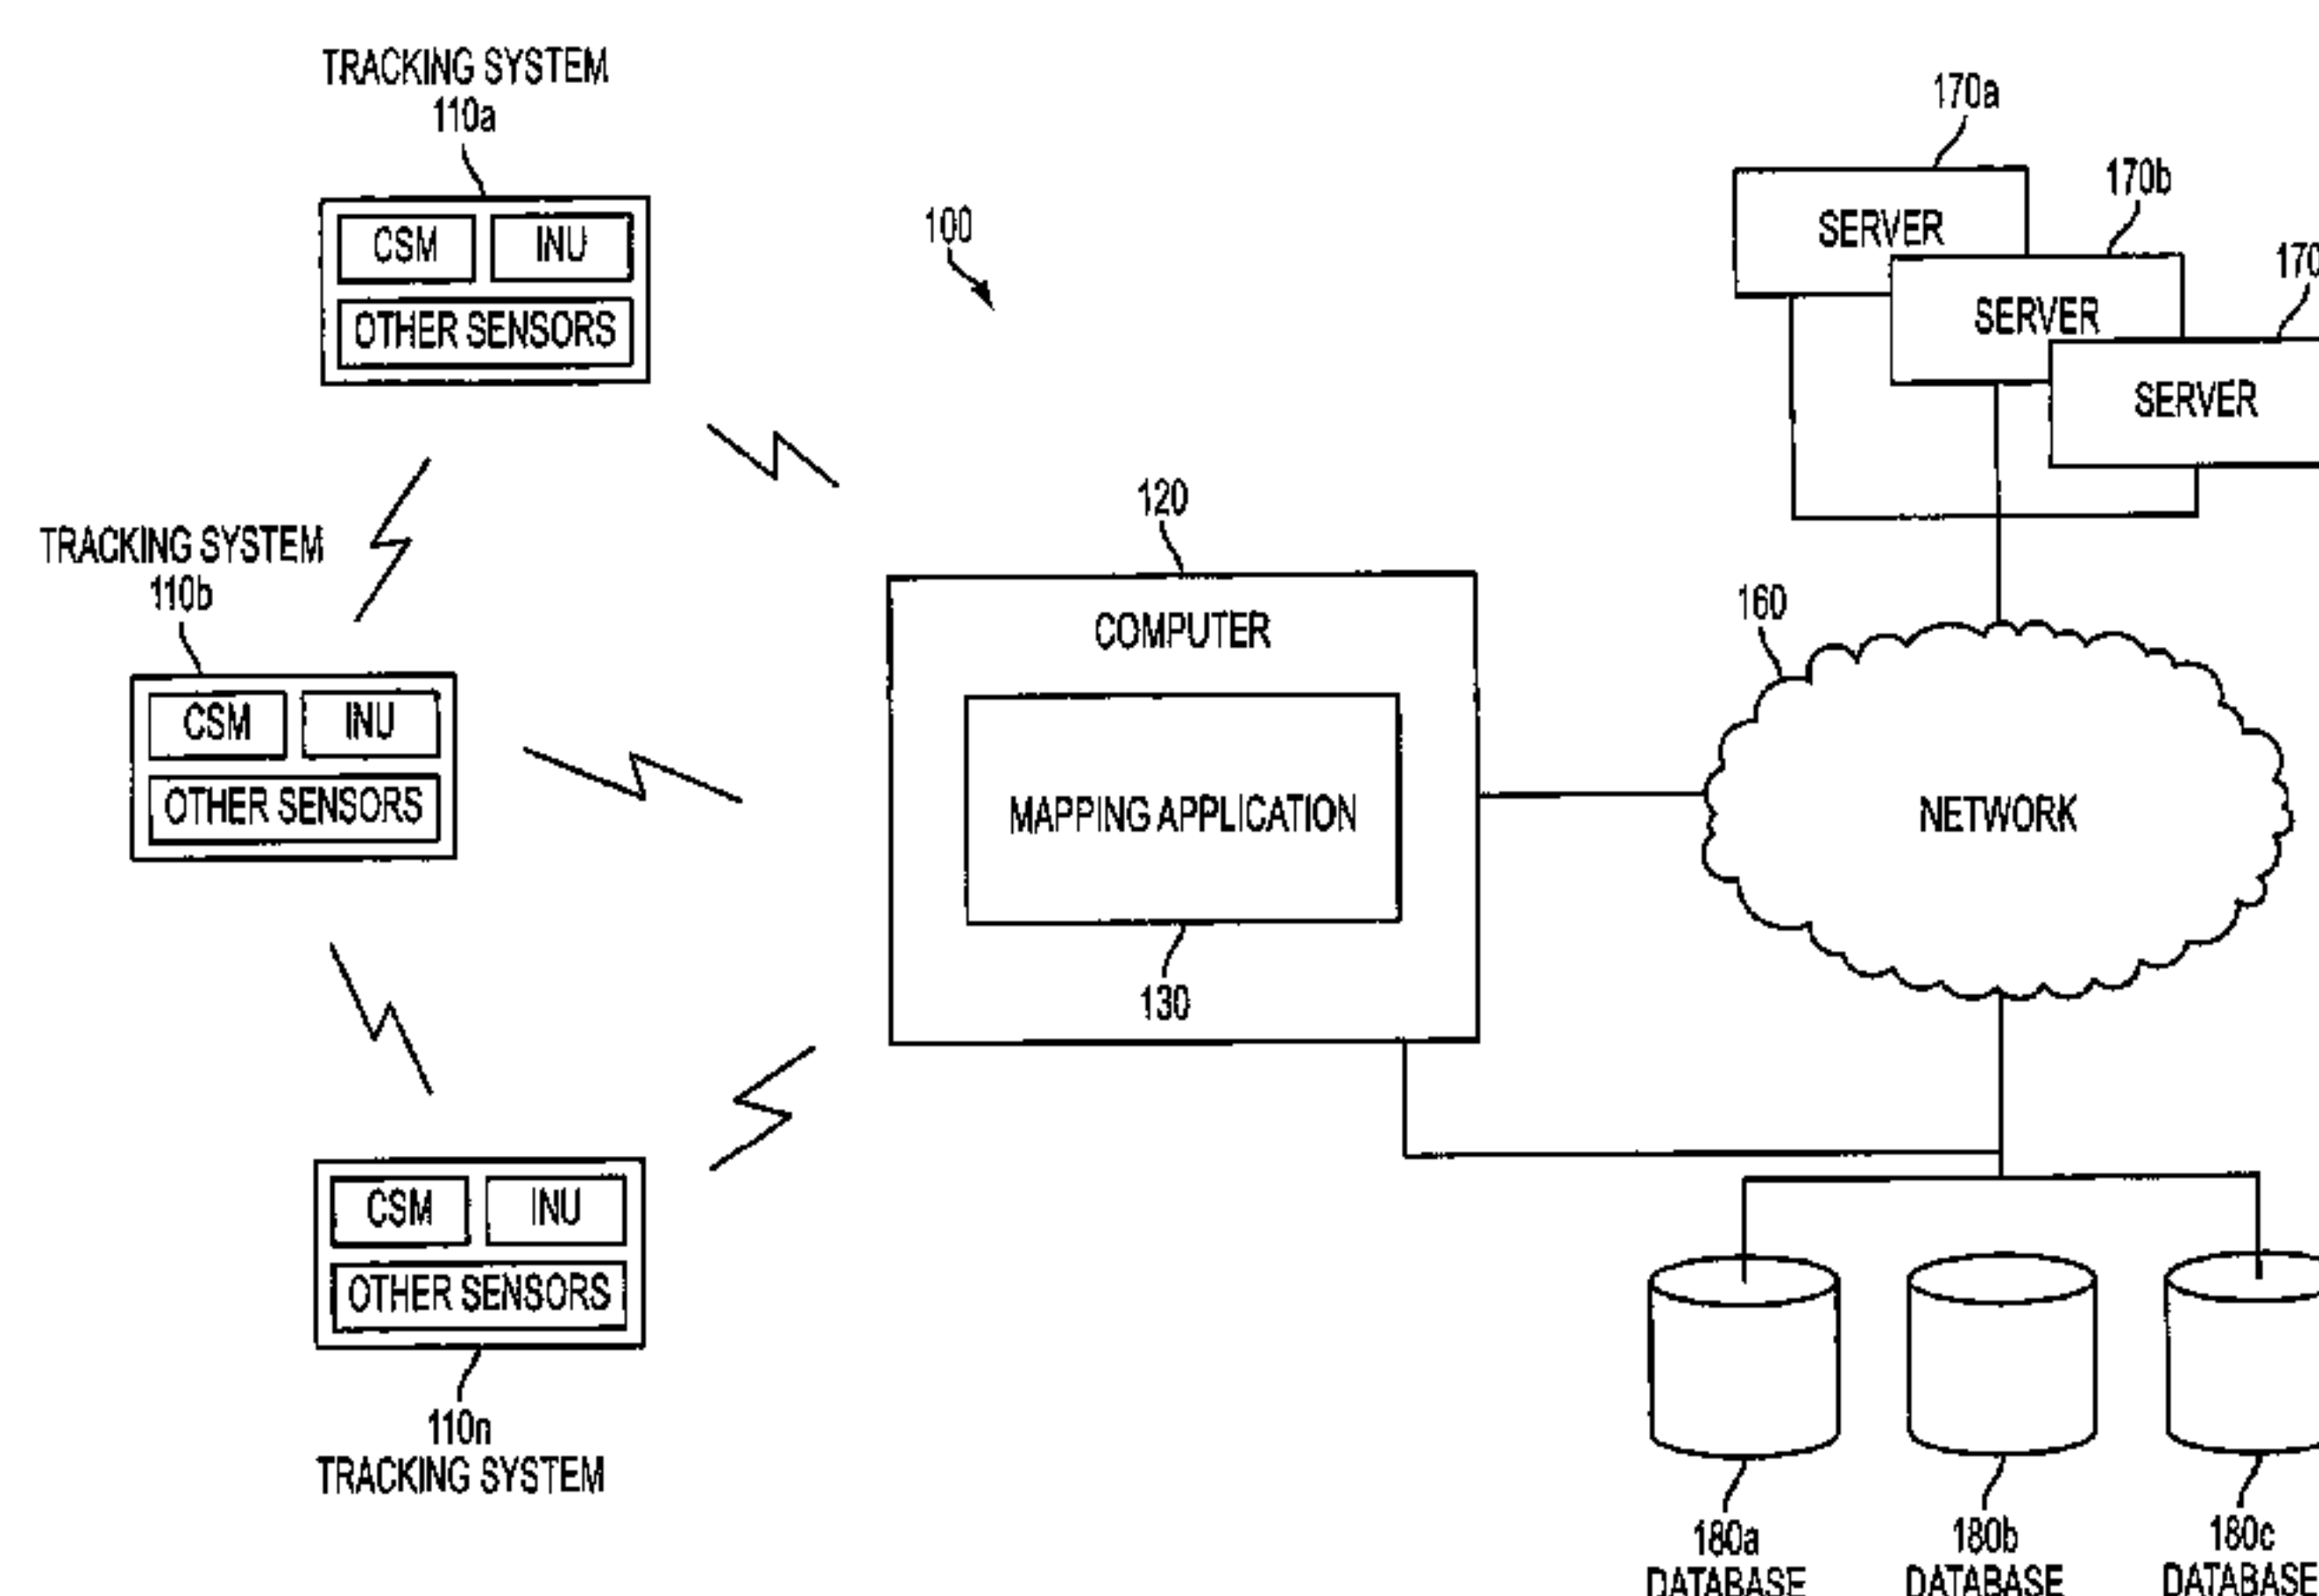 TRACKING SYSTEM
110a
CSM
INU
OTHER SENSORS
100
170a
SERVER
170b
SERVER
170
SERVER
TRACKING SYSTEM
110b
CSM
INU
OTHER SENSORS
120
COMPUTER
MAPPING APPLICATION
130
160
NETWORK
CSM
INU
OTHER SENSORS
110n
TRACKING SYSTEM
180a
DATABASE
180b
DATABASE
180c
DATABASE